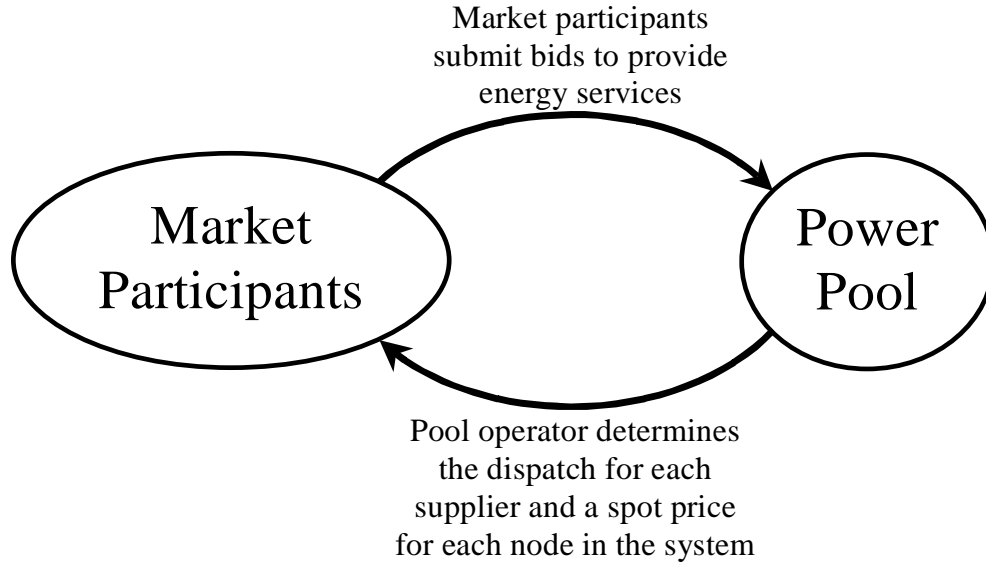 Market participants
submit bids to provide
energy services
Market
Participants
Power
Pool
Pool operator determines
the dispatch for each
supplier and a spot price
for each node in the system